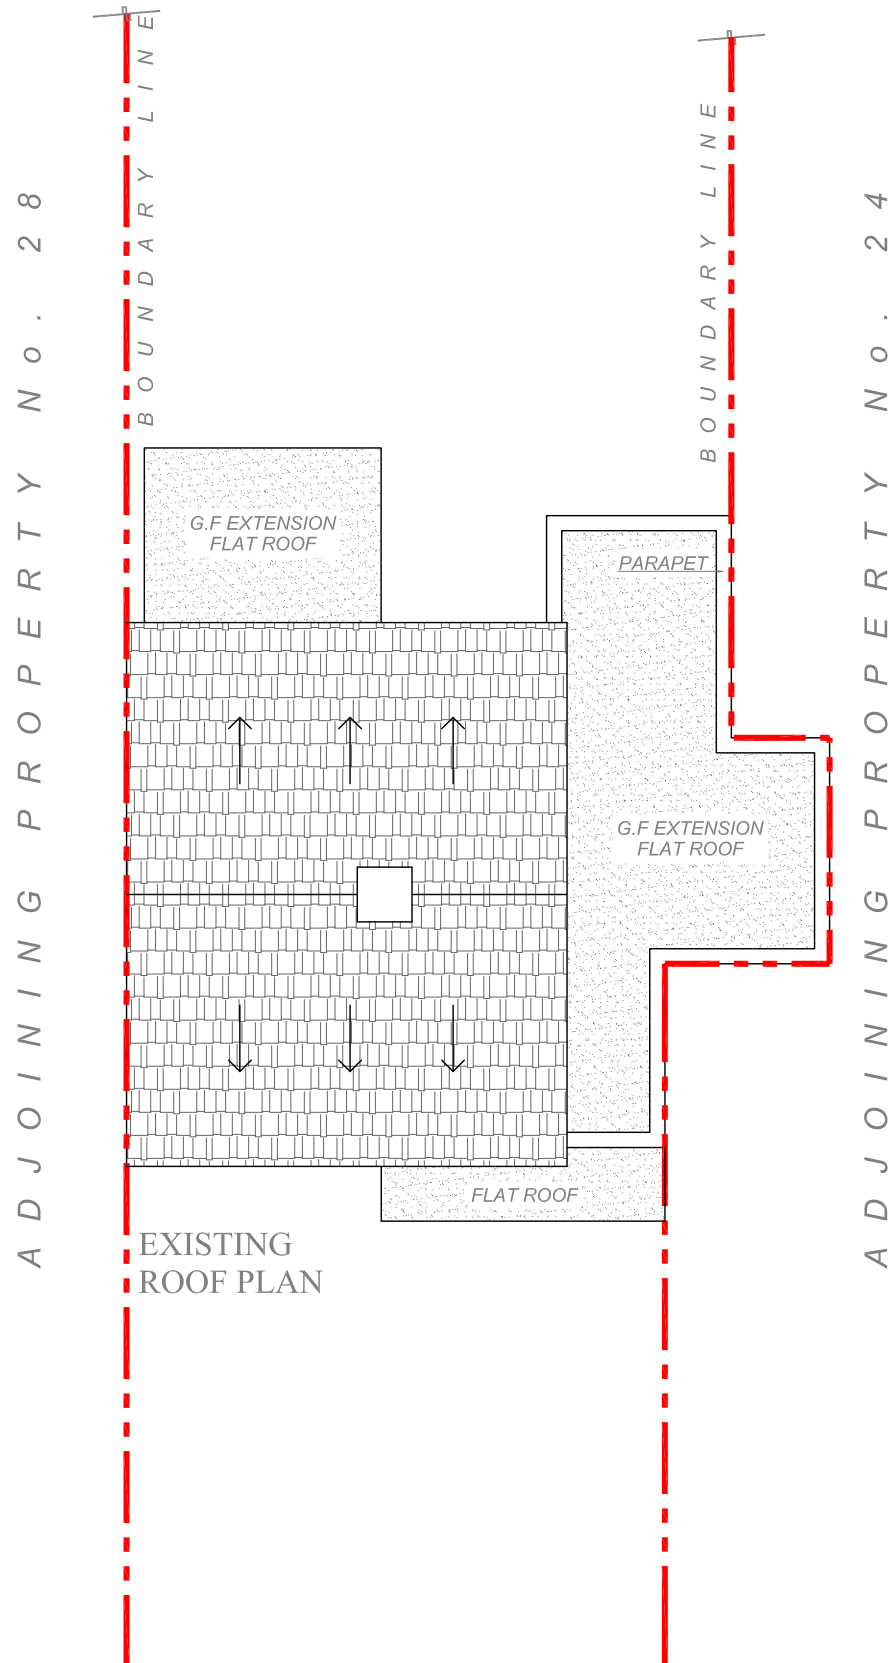 BOUNDARY LINE
BOUNDARY LINE
ADJOINING PROPERTY No. 28
ADJOINING PROPERTY No. 24
G.F EXTENSION
FLAT ROOF
PARAPET
G.F EXTENSION
FLAT ROOF
FLAT ROOF
EXISTING
ROOF PLAN